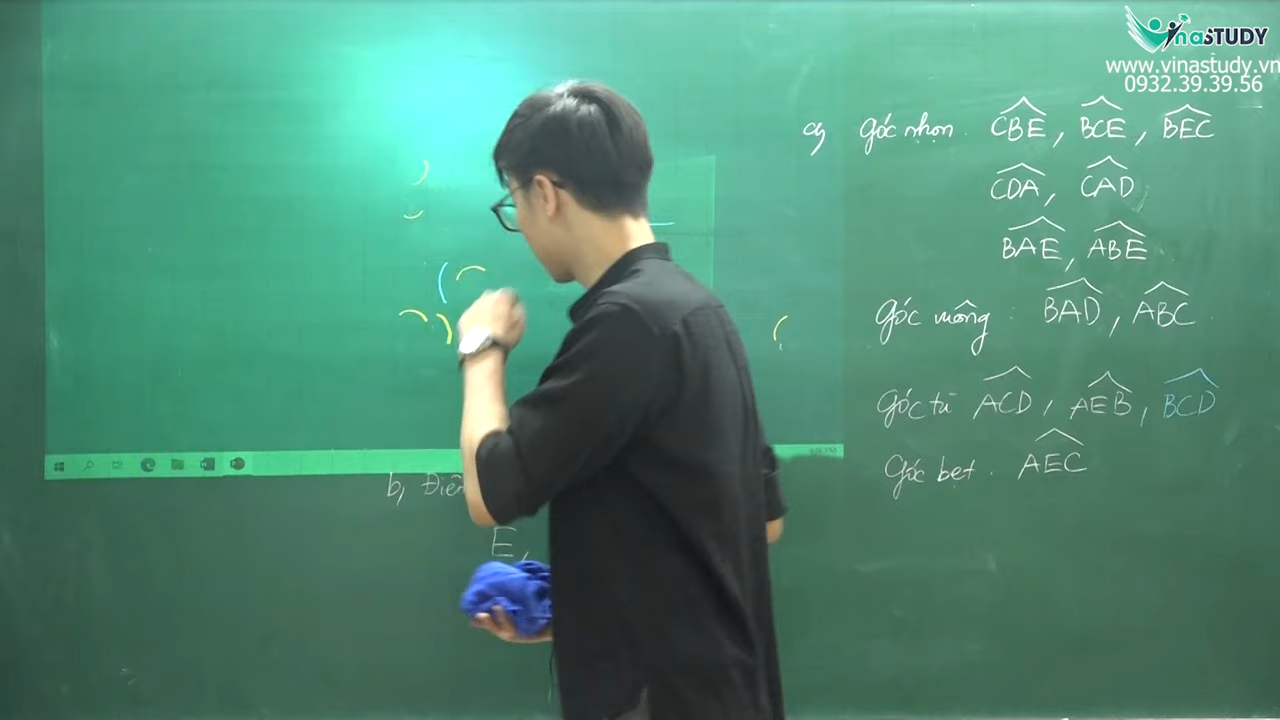 VinaSTUDY
www.vinastudy.vn
0932.39.39.56
a, Góc nhọn: CBE, BCE, BEC
CDA, CAD
BAE, ABE
Góc vuông: BAD, ABC
Góc tù ACD, AEB, BCD
Góc bẹt: AEC
b, Điể
E,